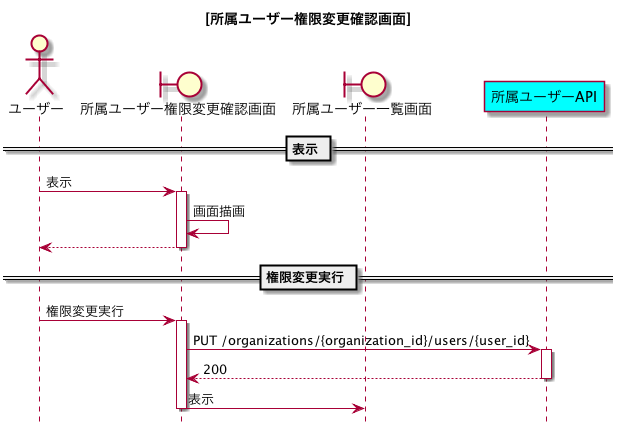 [所属ユーザー権限変更確認画面]
ユーザー
所属ユーザー権限変更確認画面
所属ユーザー一覧画面
所属ユーザーAPI
表示
表示
画面描画
権限変更実行
権限変更実行
PUT /organizations/{organization_id}/users/{user_id}
200
表示